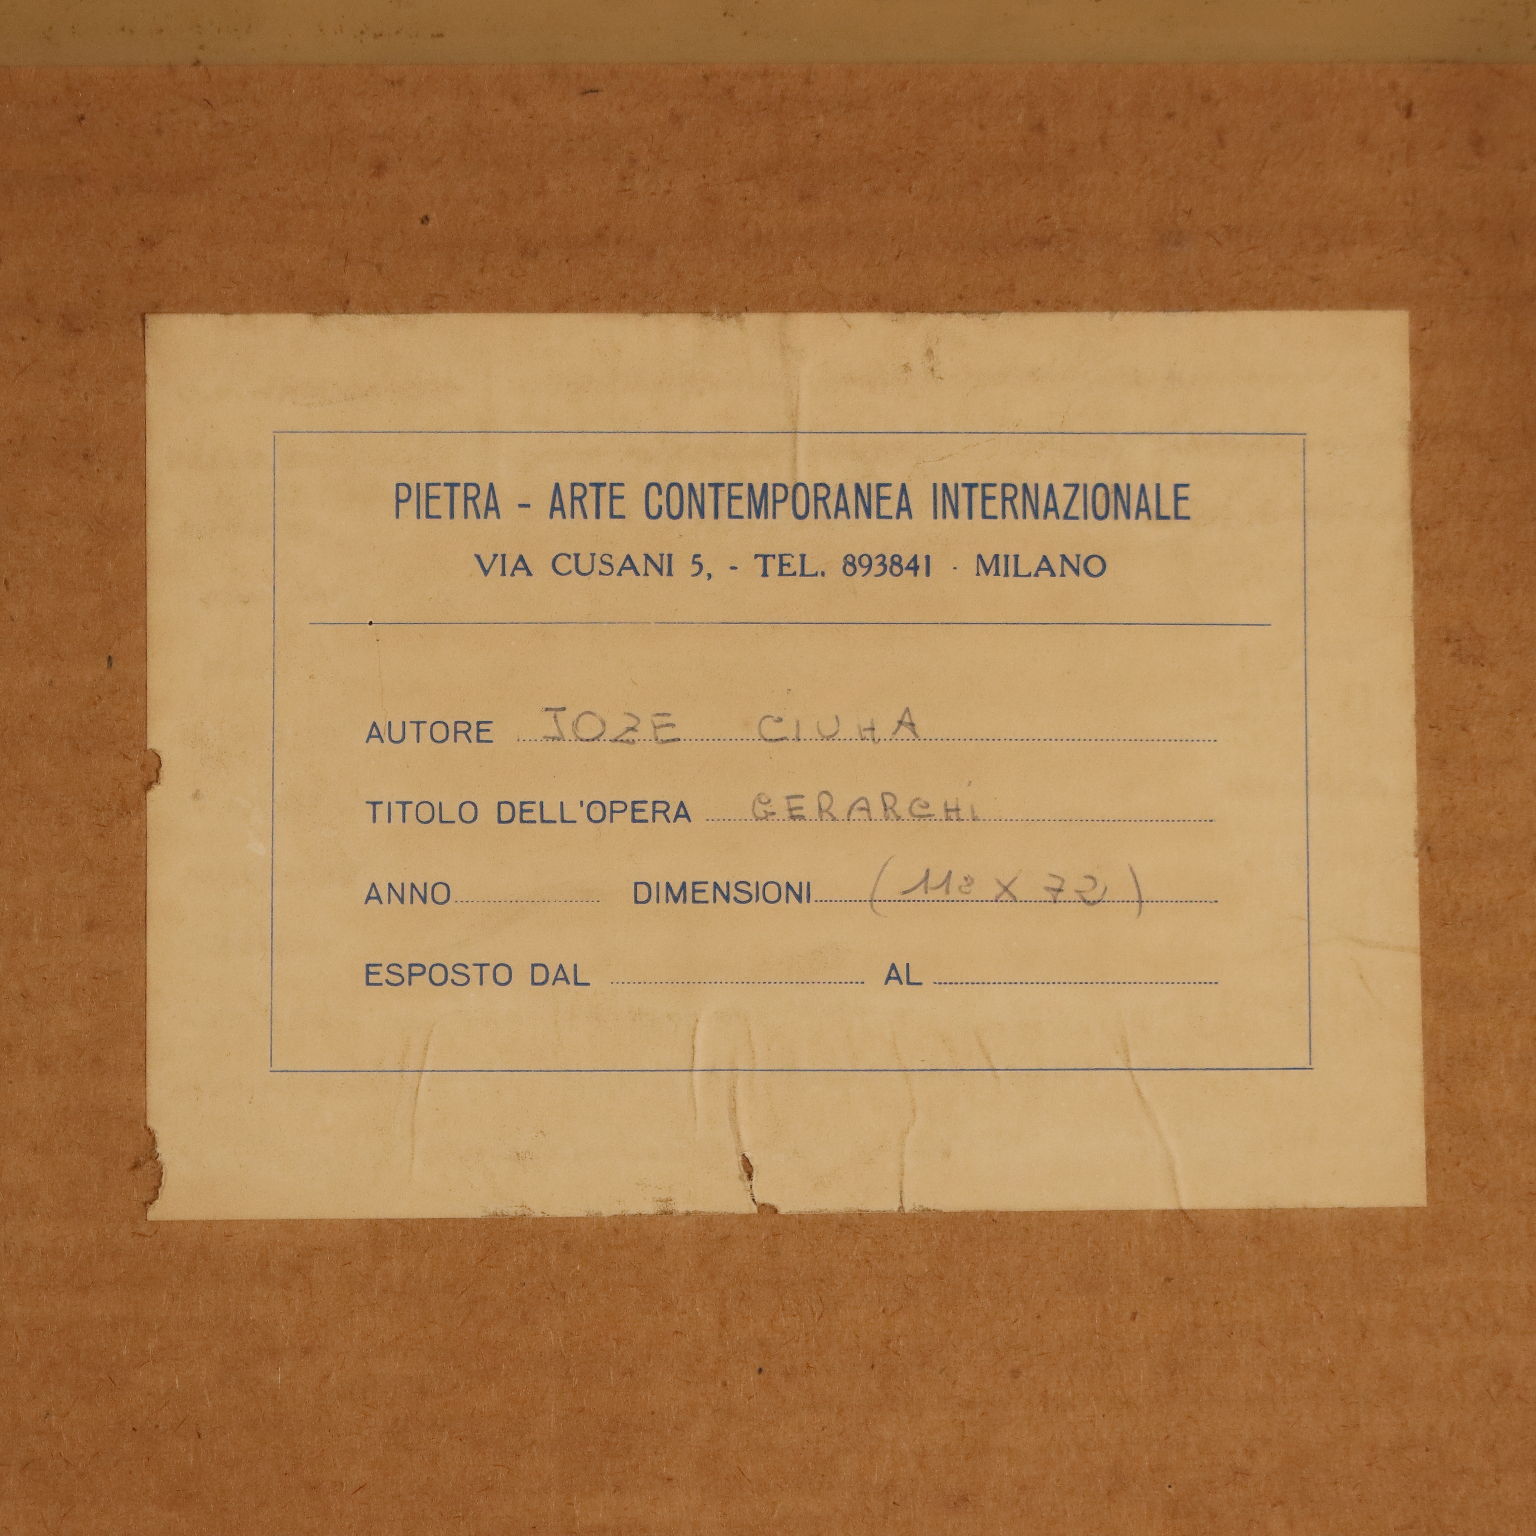 PIETRA - ARTE CONTEMPORANEA INTERNAZIONALE
VIA CUSANI 5, - TEL. 893841 - MILANO
AUTORE JOZE CIUHA
TITOLO DELL'OPERA GERARCHI
ANNO DIMENSIONI (112 X 72)
ESPOSTO DAL AL